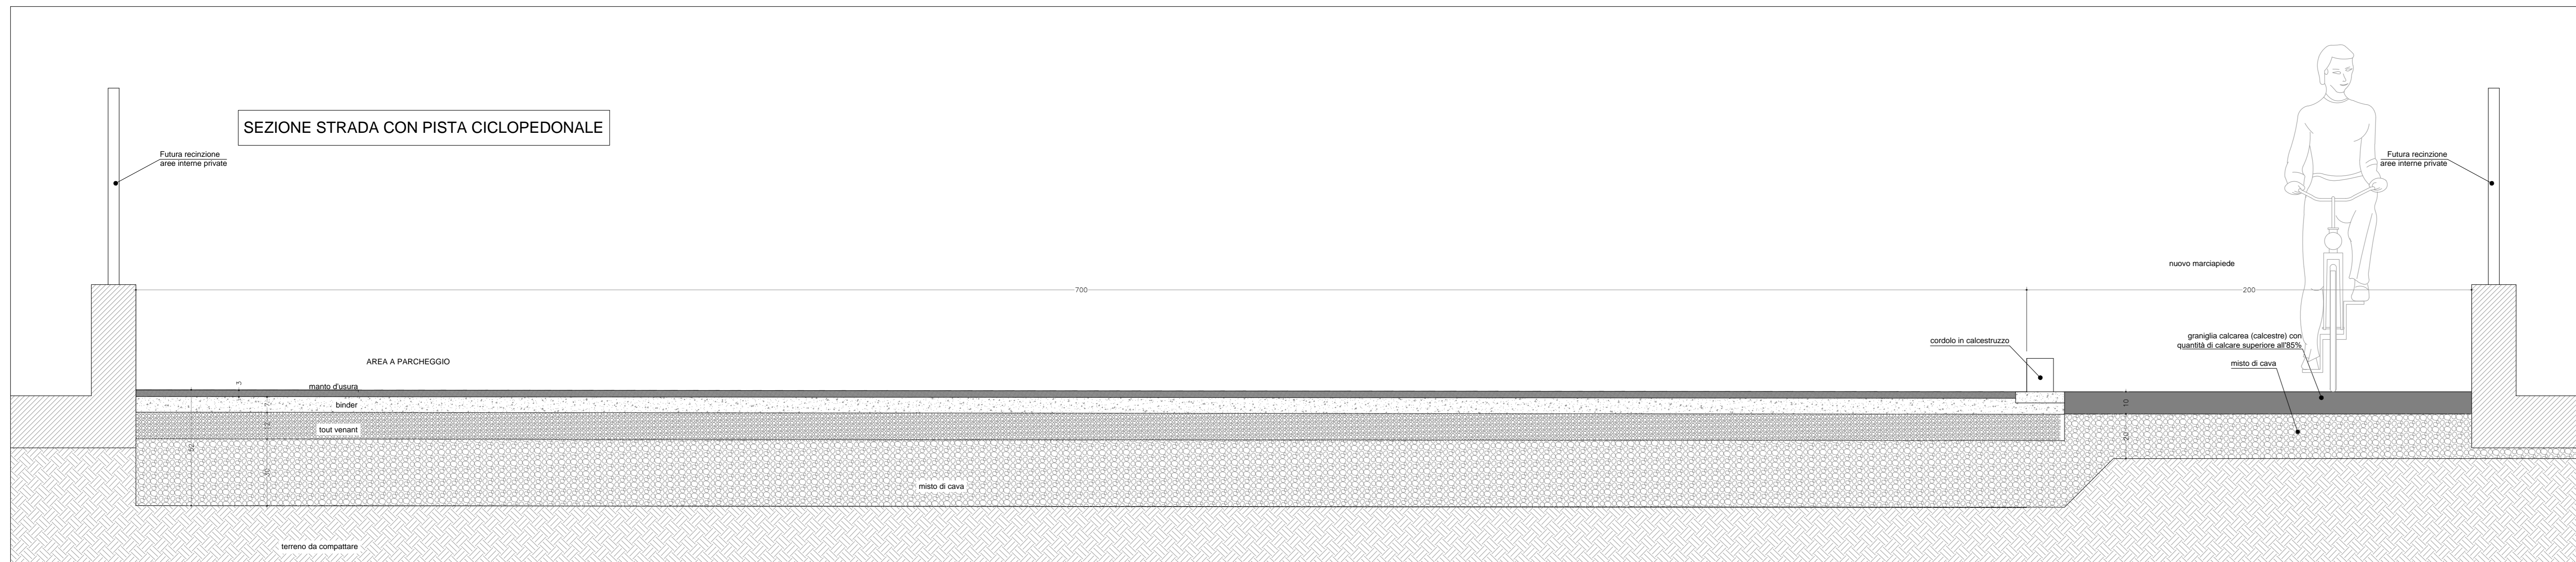 SEZIONE STRADA CON PISTA CICLOPEDONALE
Futura recinzione
aree interne private
Futura recinzione
aree interne private
nuovo marciapiede
700
200
cordolo in calcestruzzo
graniglia calcarea (calcestre) con
quantità di calcare superiore all'85%
misto di cava
AREA A PARCHEGGIO
3
manto d'usura
7
binder
12
tout venant
52
30
10
20
misto di cava
terreno da compattare